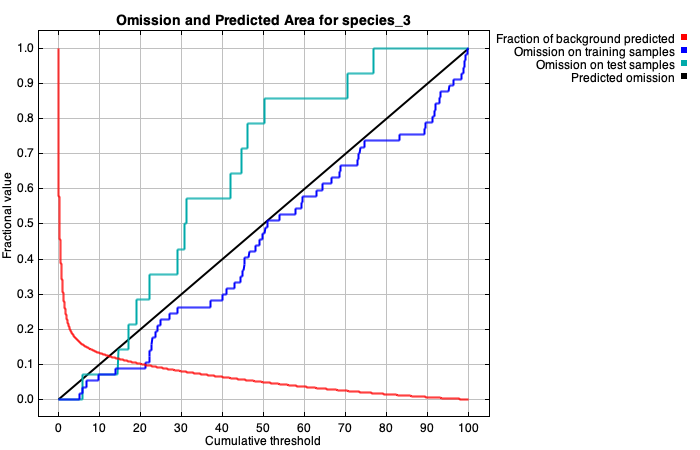 Omission and Predicted Area for species_3
Fraction of background predicted
Omission on training samples
Omission on test samples
Predicted omission
Fractional value
1.0
0.9
0.8
0.7
0.6
0.5
0.4
0.3
0.2
0.1
0.0
0 10 20 30 40 50 60 70 80 90 100
Cumulative threshold